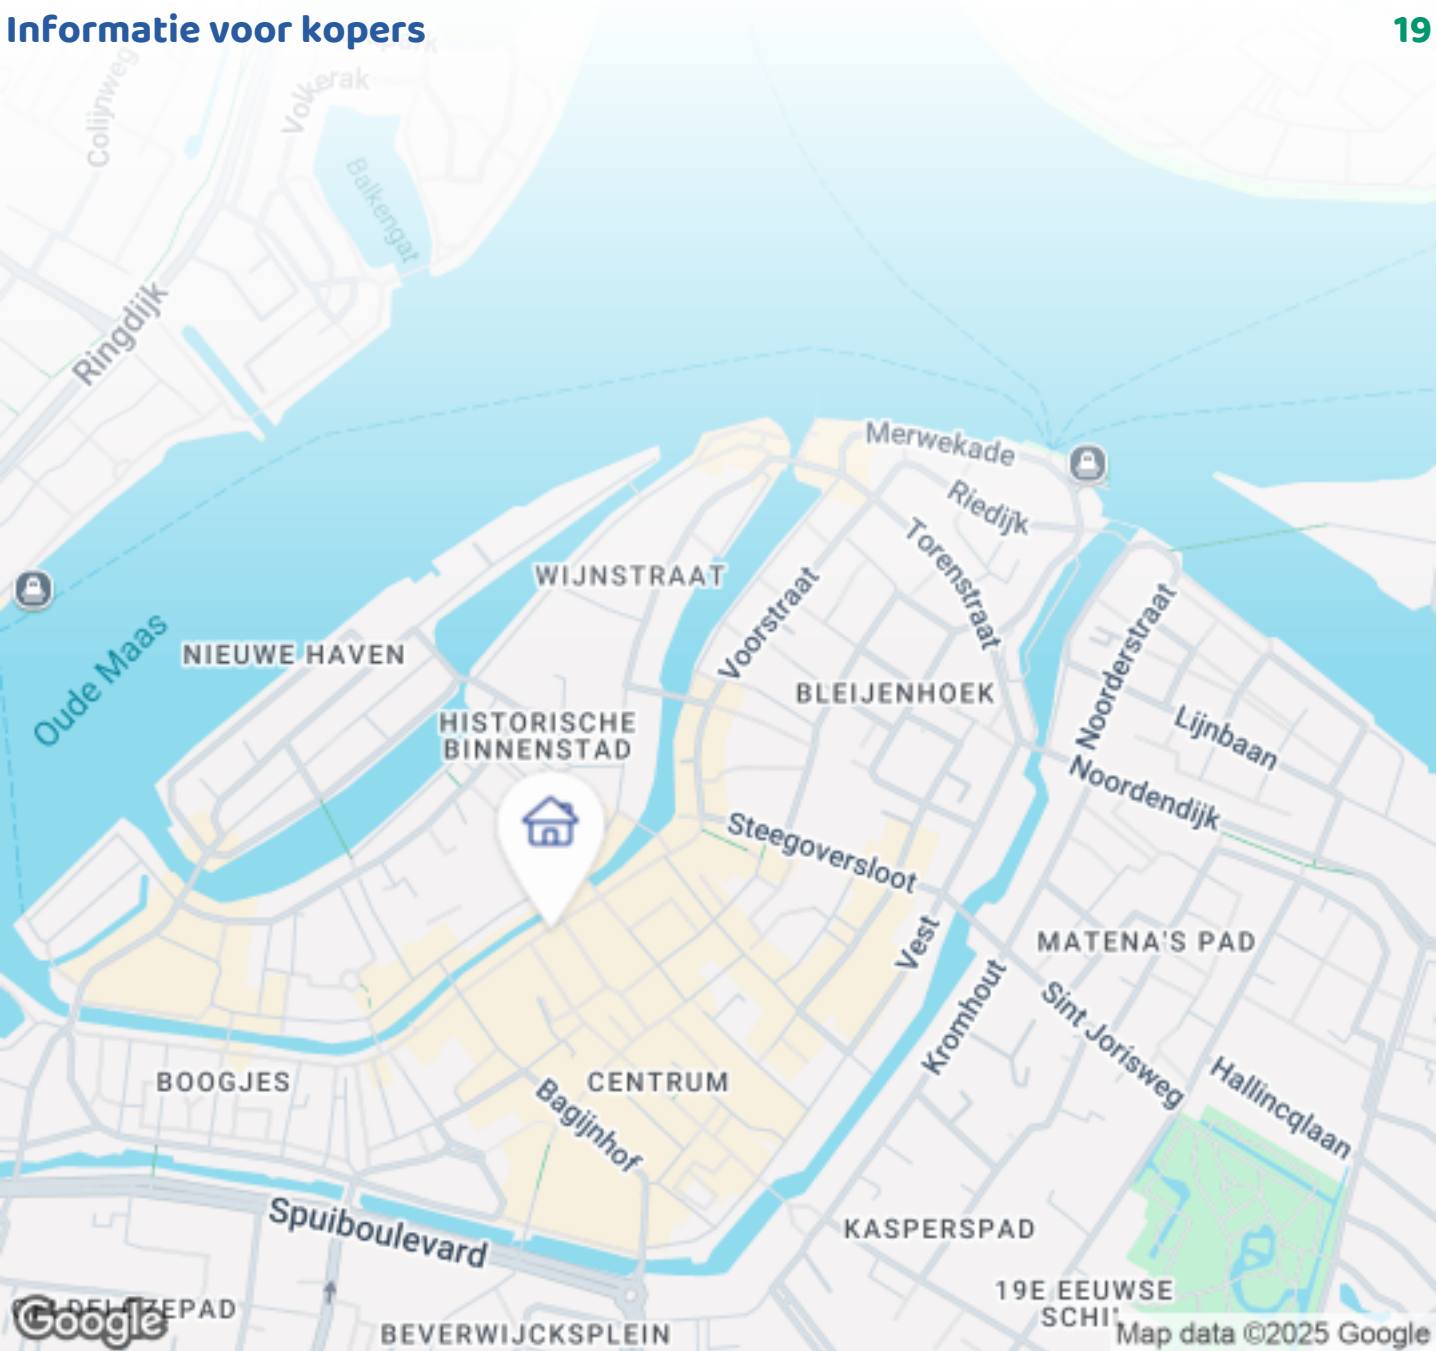 Informatie voor kopers
19
Colijnweg
Volkerak
Balkengat
Ringdijk
Merwekade
Riedijk
Torenstraat
WIJNSTRAAT
Voorstraat
Noorderstraat
Oude Maas
NIEUWE HAVEN
BLEIJENHOEK
HISTORISCHE
BINNENSTAD
Lijnbaan
Noordendijk
Steegoversloot
Vest
MATENA'S PAD
Kromhout
Sint Jorisweg
BOOGJES
CENTRUM
Bagijnhof
Hallincqlaan
Spuiboulevard
KASPERSPAD
19E EEUWSE
SCHI
BEVERWIJCKSPLEIN
Google
Map data ©2025 Google